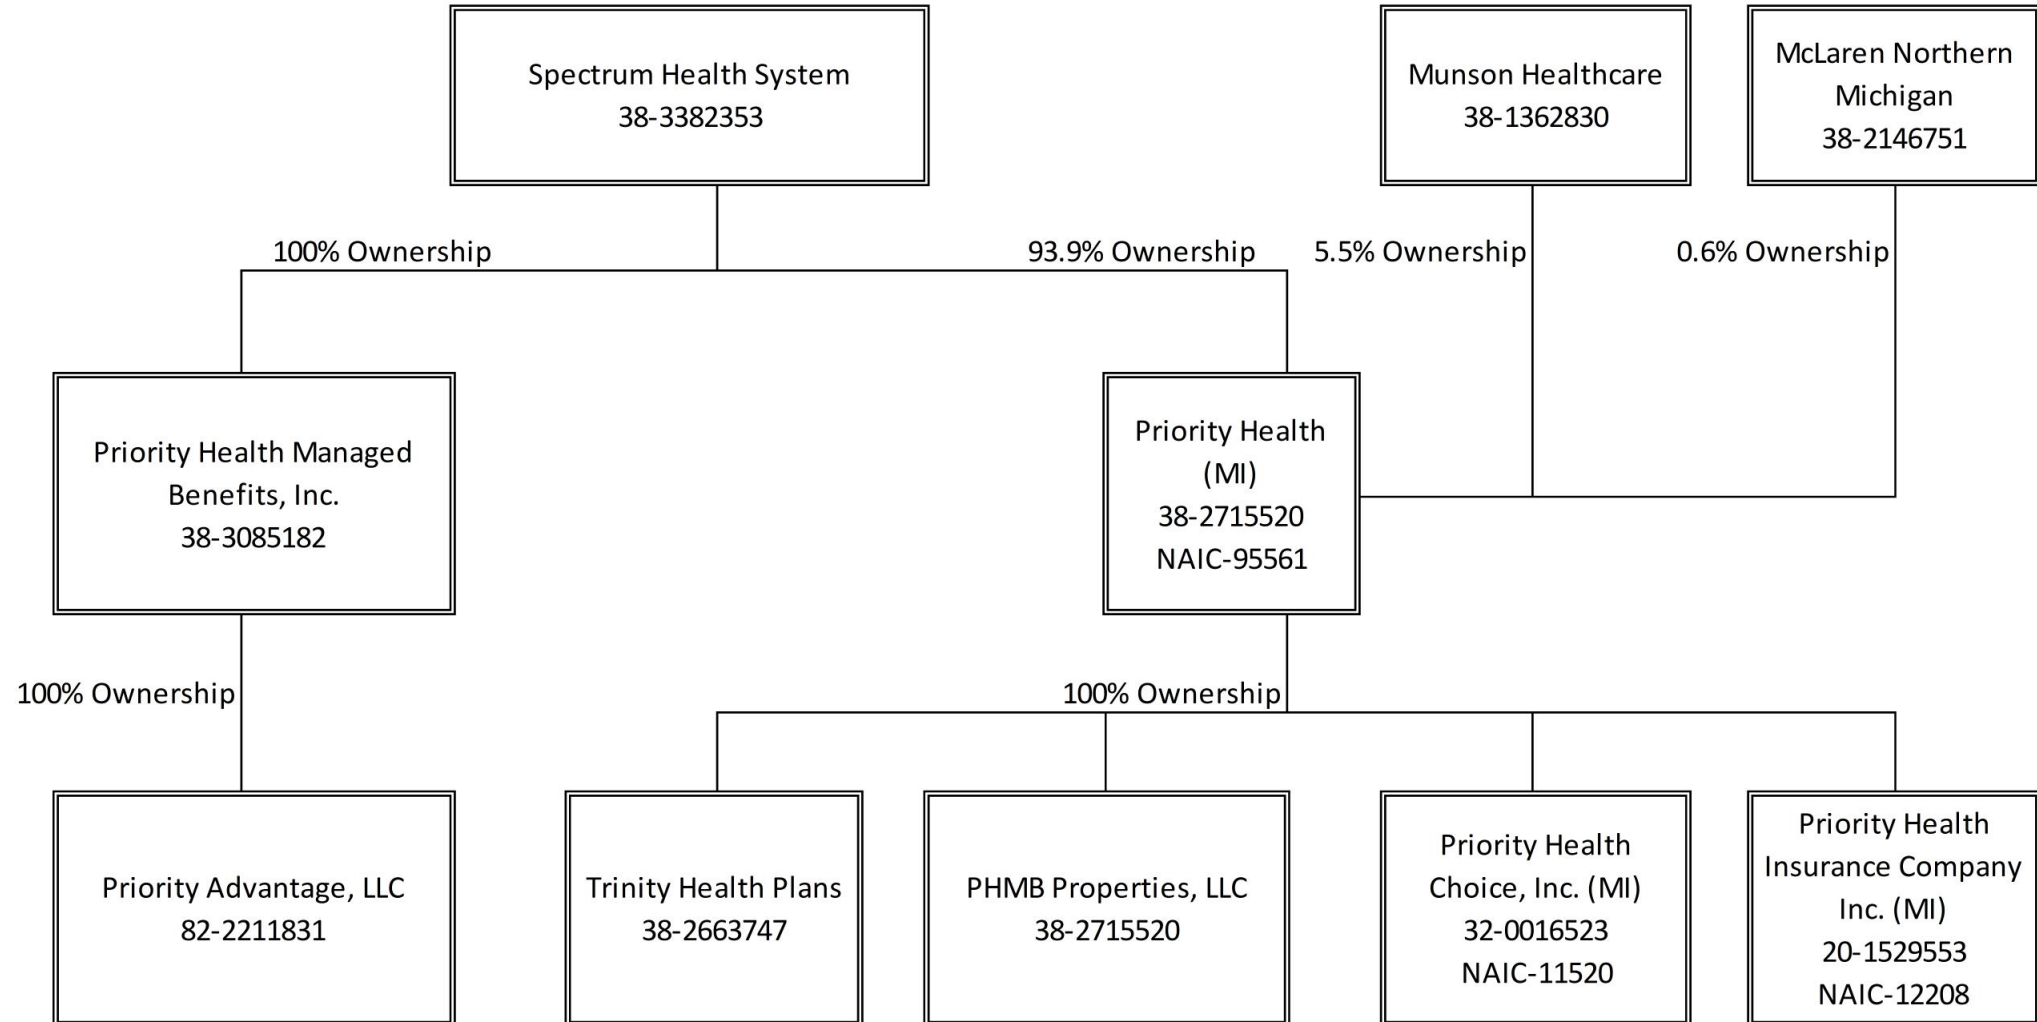 Spectrum Health System
38-3382353
Munson Healthcare
38-1362830
McLaren Northern
Michigan
38-2146751
100% Ownership
93.9% Ownership
5.5% Ownership
0.6% Ownership
Priority Health Managed
Benefits, Inc.
38-3085182
Priority Health
(MI)
38-2715520
NAIC-95561
100% Ownership
100% Ownership
Priority Advantage, LLC
82-2211831
Trinity Health Plans
38-2663747
PHMB Properties, LLC
38-2715520
Priority Health
Choice, Inc. (MI)
32-0016523
NAIC-11520
Priority Health
Insurance Company
Inc. (MI)
20-1529553
NAIC-12208